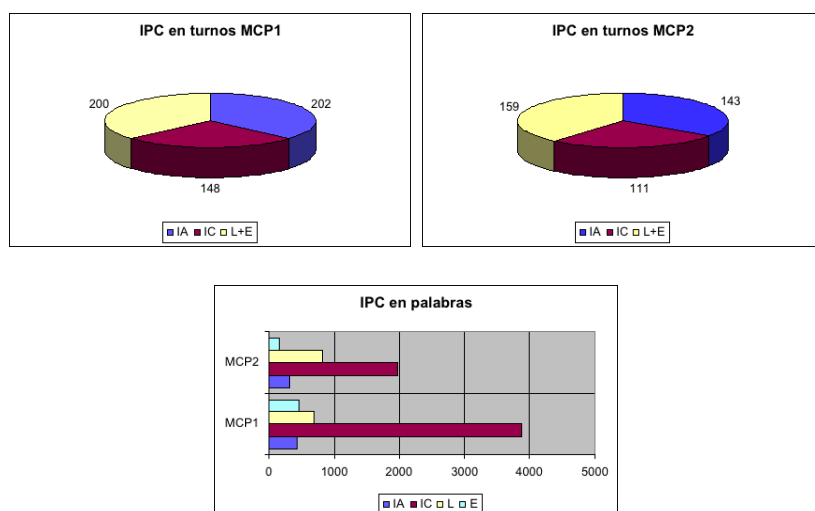 IPC en turnos MCP1
200
202
148
IA IC L+E
IPC en turnos MCP2
159
143
111
IA IC L+E
IPC en palabras
MCP2
MCP1
0 1000 2000 3000 4000 5000
IA IC L E